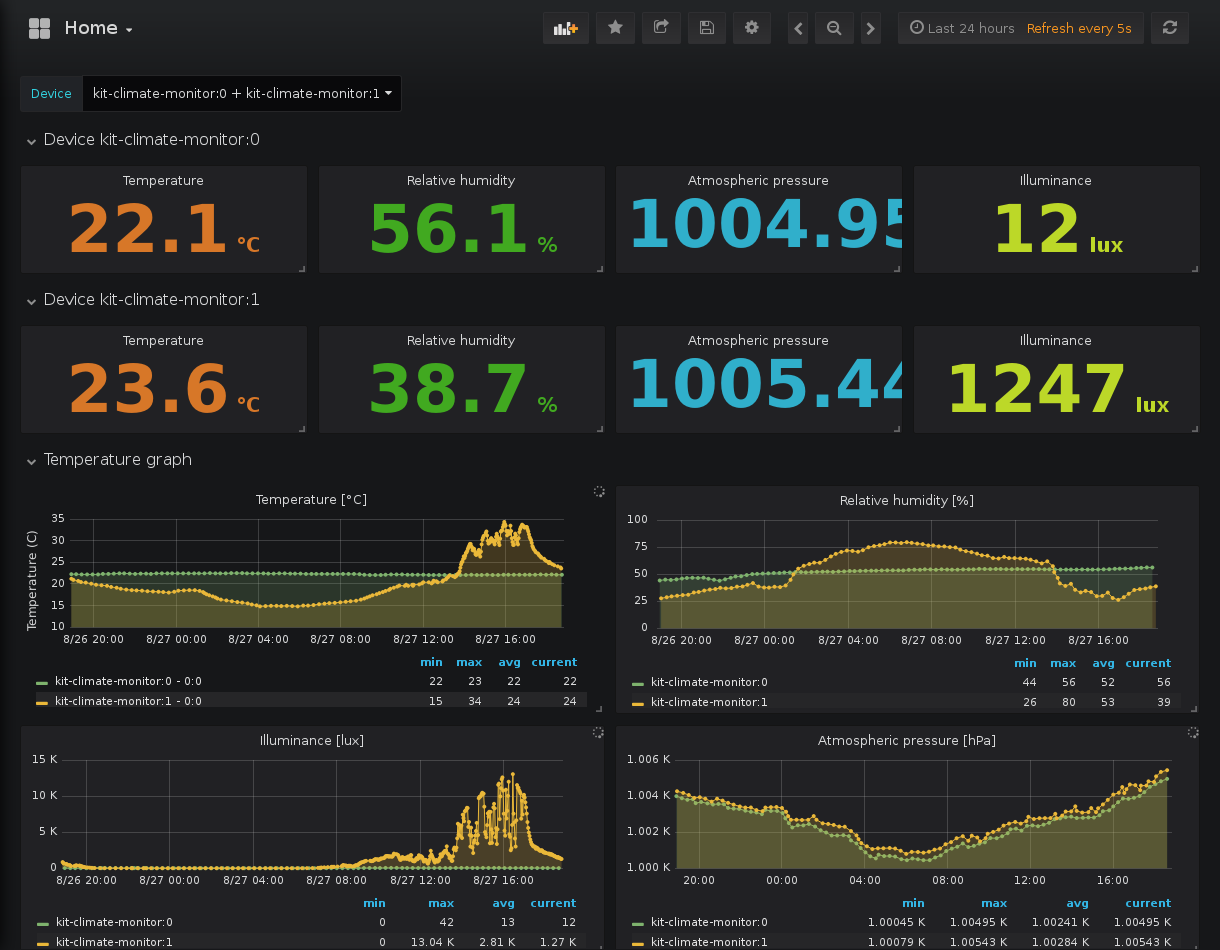 Home
Last 24 hours Refresh every 5s
Device kit-climate-monitor:0 + kit-climate-monitor:1
Device kit-climate-monitor:0
Temperature Relative humidity Atmospheric pressure Illuminance
22.1 °C 56.1 % 1004.95 12 lux
Device kit-climate-monitor:1
Temperature Relative humidity Atmospheric pressure Illuminance
23.6 °C 38.7 % 1005.44 1247 lux
Temperature graph
Temperature [°C]
Temperature (C)
35
30
25
20
15
10
8/26 20:00 8/27 00:00 8/27 04:00 8/27 08:00 8/27 12:00 8/27 16:00
min max avg current
kit-climate-monitor:0 - 0:0 22 23 22 22
kit-climate-monitor:1 - 0:0 15 34 24 24
Relative humidity [%]
100
75
50
25
0
8/26 20:00 8/27 00:00 8/27 04:00 8/27 08:00 8/27 12:00 8/27 16:00
min max avg current
kit-climate-monitor:0 44 56 52 56
kit-climate-monitor:1 26 80 53 39
Illuminance [lux]
15 K
10 K
5 K
0
8/26 20:00 8/27 00:00 8/27 04:00 8/27 08:00 8/27 12:00 8/27 16:00
min max avg current
kit-climate-monitor:0 0 42 13 12
kit-climate-monitor:1 0 13.04 K 2.81 K 1.27 K
Atmospheric pressure [hPa]
1.006 K
1.004 K
1.002 K
1.000 K
20:00 00:00 04:00 08:00 12:00 16:00
min max avg current
kit-climate-monitor:0 1.00045 K 1.00495 K 1.00241 K 1.00495 K
kit-climate-monitor:1 1.00079 K 1.00543 K 1.00284 K 1.00543 K